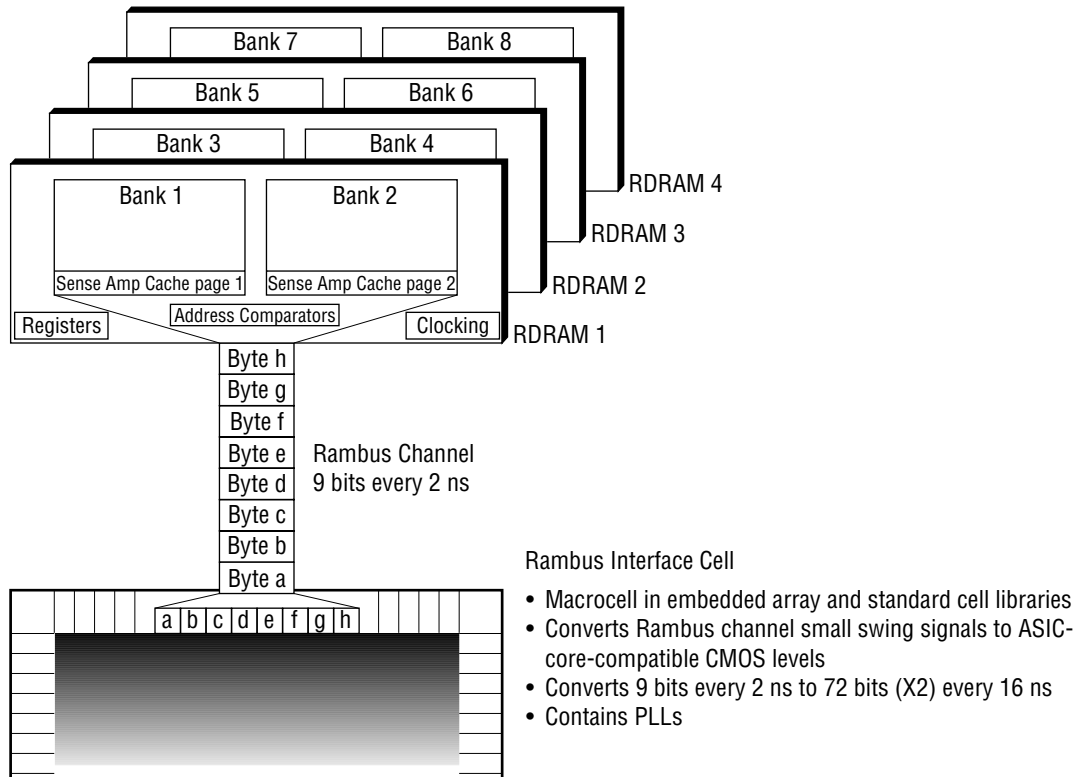 Bank 7
Bank 8
Bank 5
Bank 6
Bank 3
Bank 4
Bank 1
Bank 2
RDRAM 4
RDRAM 3
Sense Amp Cache page 1
Sense Amp Cache page 2
RDRAM 2
Registers
Address Comparators
Clocking
RDRAM 1
Byte h
Byte g
Byte f
Byte e
Byte d
Byte c
Byte b
Byte a
Rambus Channel
9 bits every 2 ns
a b c d e f g h
Rambus Interface Cell
• Macrocell in embedded array and standard cell libraries
• Converts Rambus channel small swing signals to ASIC-
core-compatible CMOS levels
• Converts 9 bits every 2 ns to 72 bits (X2) every 16 ns
• Contains PLLs